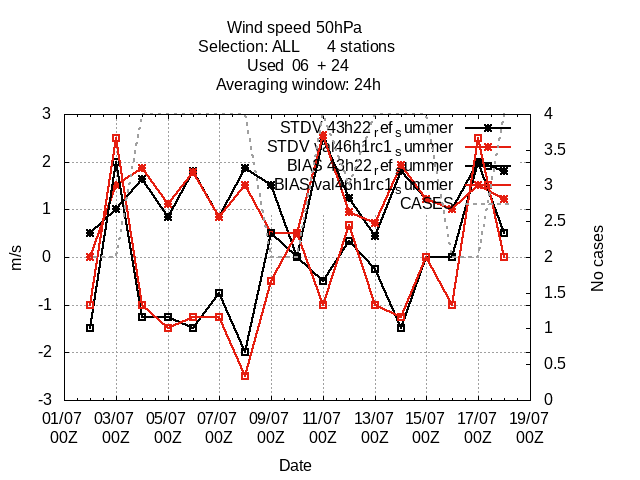 Wind speed 50hPa
Selection: ALL 4 stations
Used 06 + 24
Averaging window: 24h
STDV 43h22_ref_summer
STDV val46h1rc1_summer
BIAS 43h22_ref_summer
BIAS val46h1rc1_summer
CASES
3
2
1
0
-1
-2
-3
m/s
4
3.5
3
2.5
2
1.5
1
0.5
0
No cases
01/07 03/07 05/07 07/07 09/07 11/07 13/07 15/07 17/07 19/07
00Z 00Z 00Z 00Z 00Z 00Z 00Z 00Z 00Z 00Z
Date